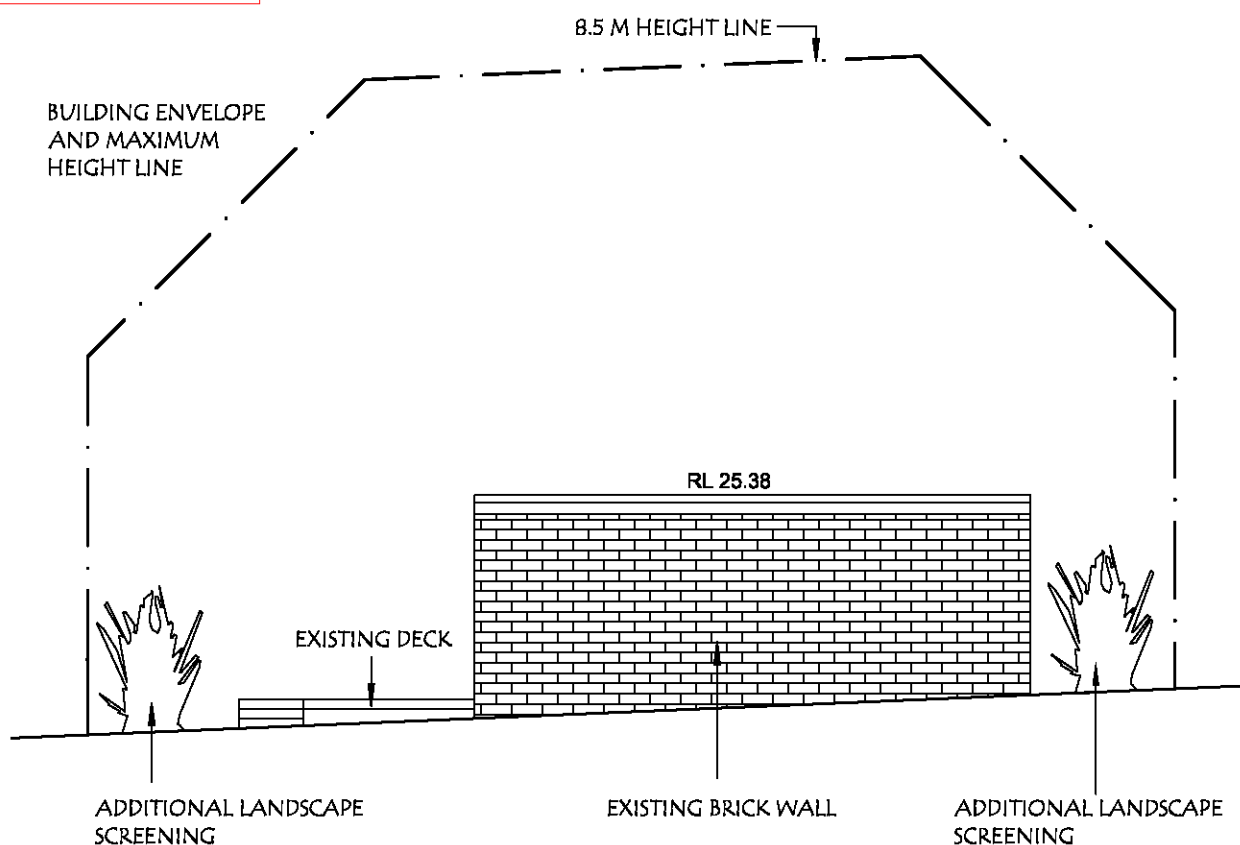 8.5 M HEIGHT LINE
BUILDING ENVELOPE
AND MAXIMUM
HEIGHT LINE
RL 25.38
EXISTING DECK
ADDITIONAL LANDSCAPE
SCREENING
EXISTING BRICK WALL
ADDITIONAL LANDSCAPE
SCREENING